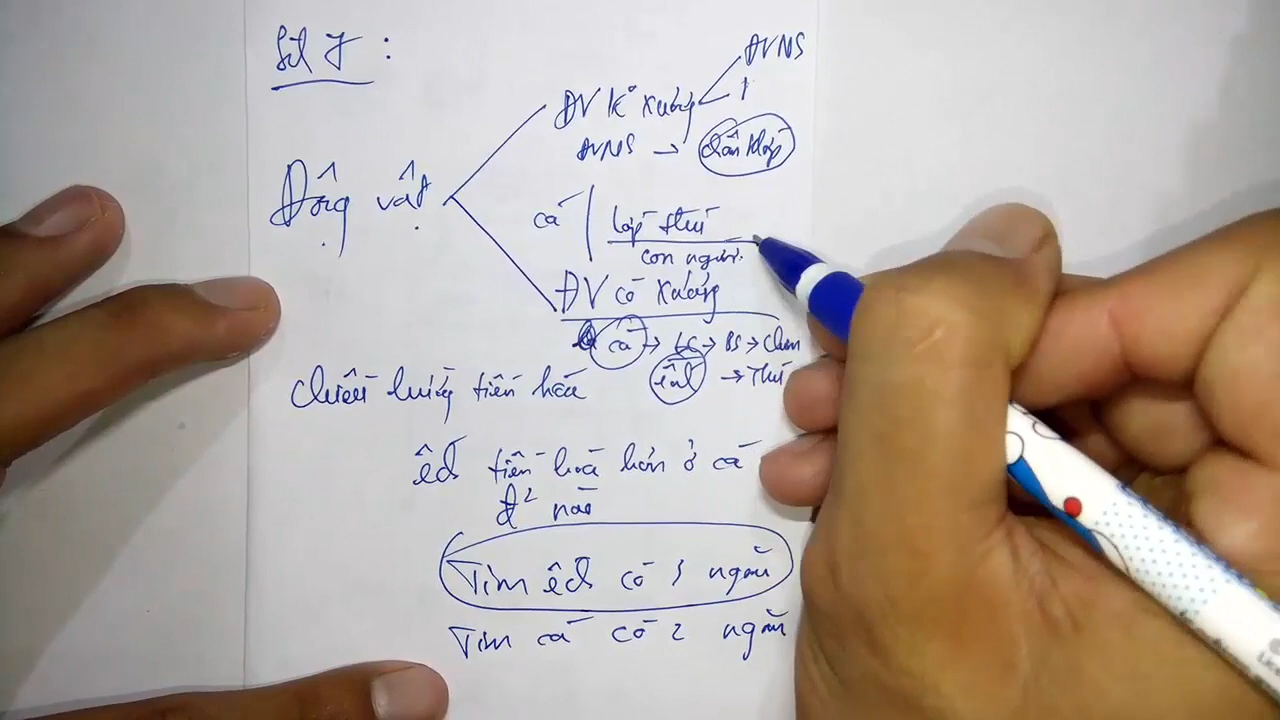 SH 7 :
ĐVNS
ĐV k° xương
ĐVNS → chân khớp
Động vật
cá lớp thú
con người
ĐV có xương
cá → LC → BS → chim
ếch → Thú
chiều hướng tiến hóa
ếch tiến hoá hơn ở cá
đ² nào
Tim ếch có 3 ngăn
Tim cá có 2 ngăn